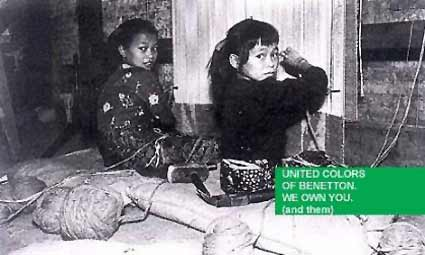 UNITED COLORS
OF BENETTON.
WE OWN YOU.
(and them)